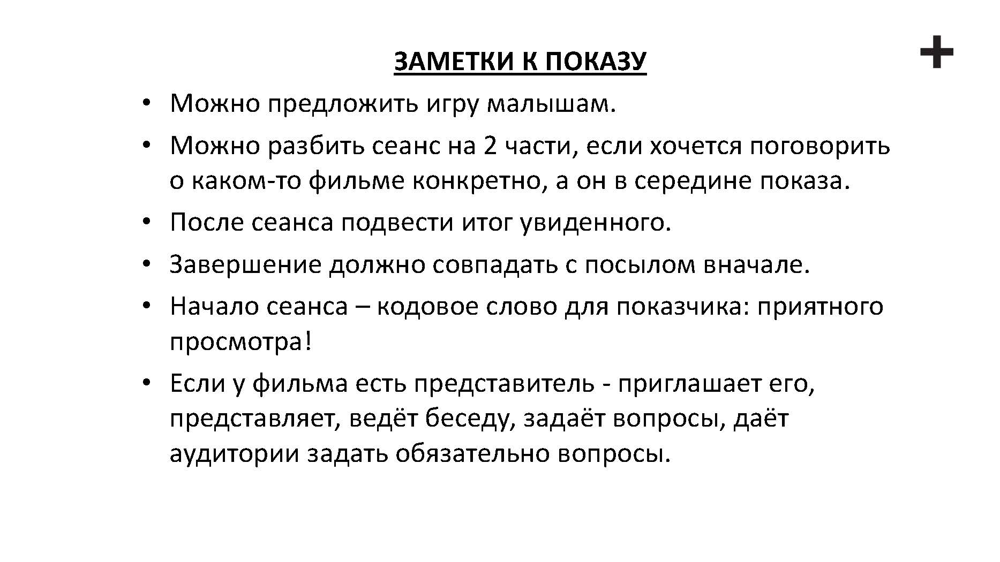 ЗАМЕТКИ К ПОКАЗУ
• Можно предложить игру малышам.
• Можно разбить сеанс на 2 части, если хочется поговорить
о каком-то фильме конкретно, а он в середине показа.
• После сеанса подвести итог увиденного.
• Завершение должно совпадать с посылом вначале.
• Начало сеанса – кодовое слово для показчика: приятного
просмотра!
• Если у фильма есть представитель - приглашает его,
представляет, ведёт беседу, задаёт вопросы, даёт
аудитории задать обязательно вопросы.